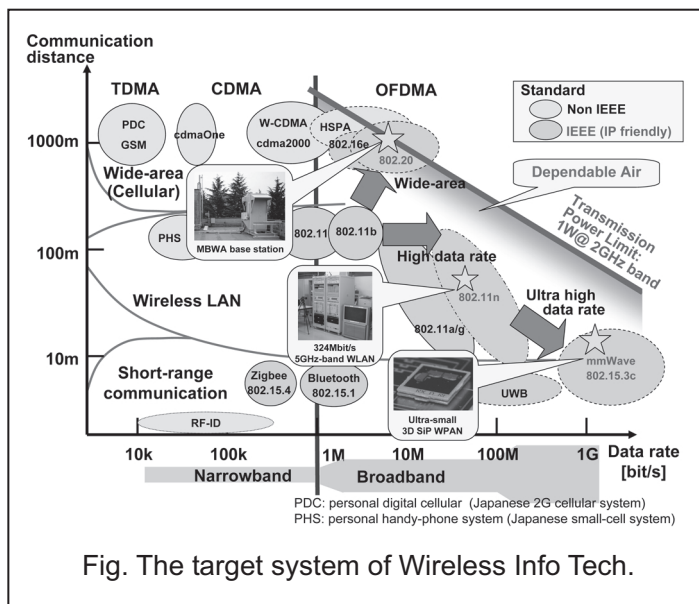 Communication
distance
TDMA
CDMA
OFDMA
Standard
Non IEEE
IEEE (IP friendly)
1000m
PDC
GSM
cdmaOne
W-CDMA
cdma2000
HSPA
802.16e
802.20
Wide-area
(Cellular)
Wide-area
Dependable Air
MBWA base station
Transmission
Power Limit:
1W@ 2GHz band
100m
PHS
802.11
802.11b
High data rate
802.11n
Wireless LAN
324Mbit/s
5GHz-band WLAN
802.11a/g
Ultra high
data rate
10m
mmWave
802.15.3c
Short-range
communication
Zigbee
802.15.4
Bluetooth
802.15.1
Ultra-small
3D SiP WPAN
UWB
RF-ID
10k
100k
1M
10M
100M
1G
Data rate
[bit/s]
Narrowband
Broadband
PDC: personal digital cellular (Japanese 2G cellular system)
PHS: personal handy-phone system (Japanese small-cell system)
Fig. The target system of Wireless Info Tech.